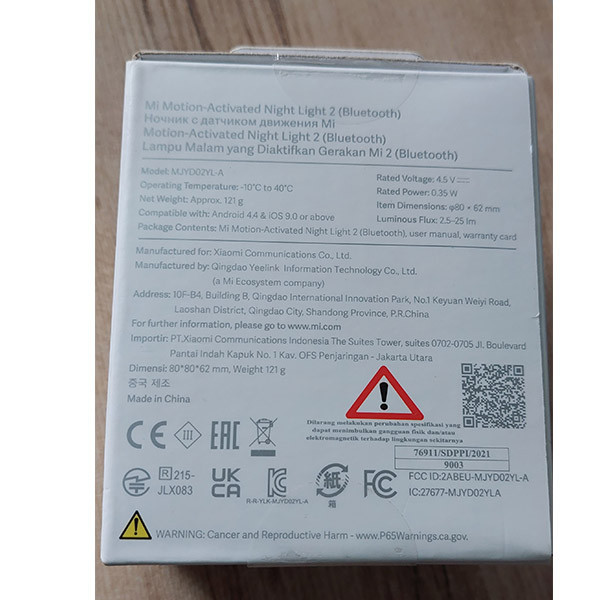 Mi Motion-Activated Night Light 2 (Bluetooth)
Ночник с датчиком движения Mi
Motion-Activated Night Light 2 (Bluetooth)
Lampu Malam yang Diaktifkan Gerakan Mi 2 (Bluetooth)
Model: MJYD02YL-A
Operating Temperature: -10°C to 40°C
Net Weight: Approx. 121 g
Compatible with: Android 4.4 & iOS 9.0 or above
Rated Voltage: 4.5 V⎓
Rated Power: 0.35 W
Item Dimensions: φ80 × 62 mm
Luminous Flux: 2.5-25 lm
Package Contents: Mi Motion-Activated Night Light 2 (Bluetooth), user manual, warranty card
Manufactured for: Xiaomi Communications Co., Ltd.
Manufactured by: Qingdao Yeelink Information Technology Co., Ltd.
(a Mi Ecosystem company)
Address: 10F-B4, Building B, Qingdao International Innovation Park, No.1 Keyuan Weiyi Road,
Laoshan District, Qingdao City, Shandong Province, P.R.China
For further information, please go to www.mi.com
Importir: PT.Xiaomi Communications Indonesia The Suites Tower, suites 0702-0705 Jl. Boulevard
Pantai Indah Kapuk No. 1 Kav. OFS Penjaringan - Jakarta Utara
Dimensi: 80*80*62 mm, Weight 121 g
중국 제조
Made in China
Dilarang melakukan perubahan spesifikasi yang
dapat menimbulkan gangguan fisik dan/atau
elektromagnetik terhadap lingkungan sekitarnya
76911/SDPPI/2021
9003
CE III EAC
R 215-
JLX083
UK
CA
R-R-YLK-MJYD02YL-A
紙
箱
FC
FCC ID:2ABEU-MJYD02YL-A
IC:27677-MJYD02YLA
WARNING: Cancer and Reproductive Harm - www.P65Warnings.ca.gov.